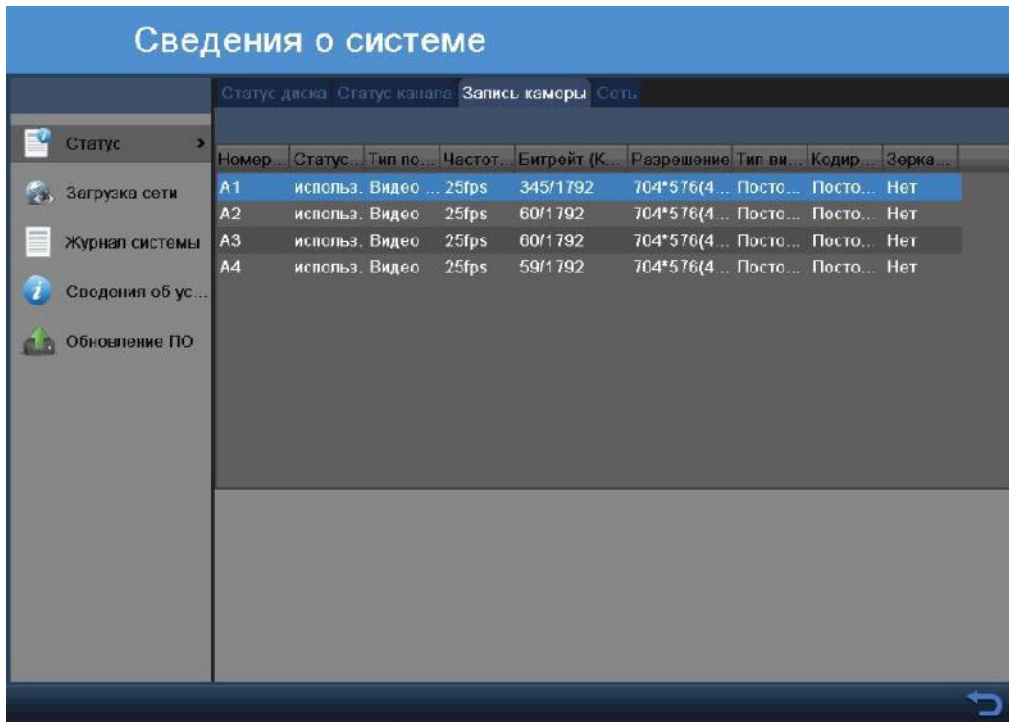 Сведения о системе
Статус диска Статус канала Запись камеры Сеть
Статус >
Загрузка сети
Журнал системы
Сведения об ус...
Обновление ПО
Номер... Статус... Тип по... Частот... Битрейт (К... Разрешение Тип ви... Кодир... Зерка...
A1 использ. Видео ... 25fps 345/1792 704*576(4... Посто... Посто... Нет
A2 использ. Видео 25fps 60/1792 704*576(4... Посто... Посто... Нет
A3 использ. Видео 25fps 60/1792 704*576(4... Посто... Посто... Нет
A4 использ. Видео 25fps 59/1792 704*576(4... Посто... Посто... Нет